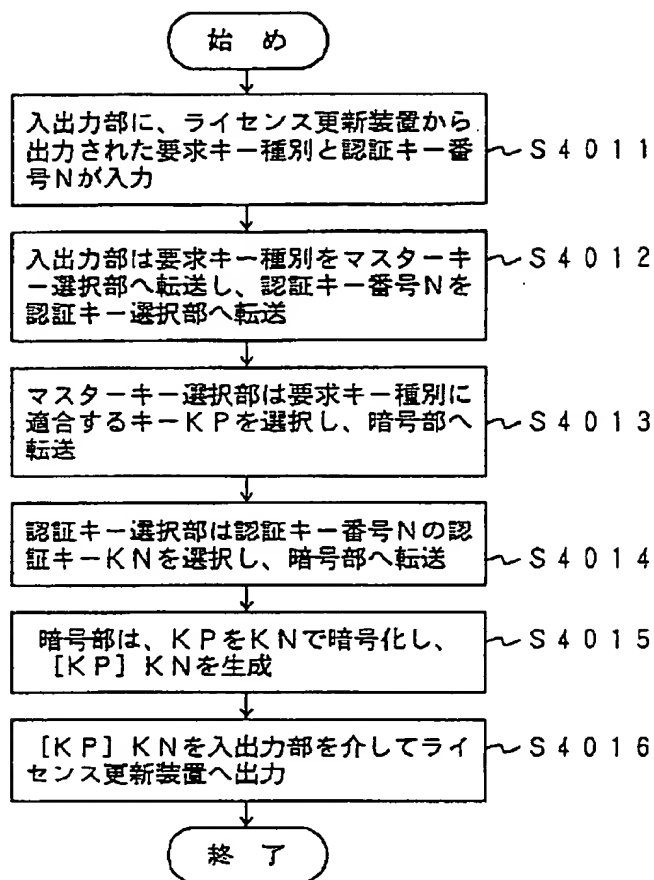 始 め
入出力部に、ライセンス更新装置から
出力された要求キー種別と認証キー番
号Nが入力
S4011
入出力部は要求キー種別をマスターキ
ー選択部へ転送し、認証キー番号Nを
認証キー選択部へ転送
S4012
マスターキー選択部は要求キー種別に
適合するキーKPを選択し、暗号部へ
転送
S4013
認証キー選択部は認証キー番号Nの認
証キーKNを選択し、暗号部へ転送
S4014
暗号部は、KPをKNで暗号化し、
[KP] KNを生成
S4015
[KP] KNを入出力部を介してライ
センス更新装置へ出力
S4016
終 了